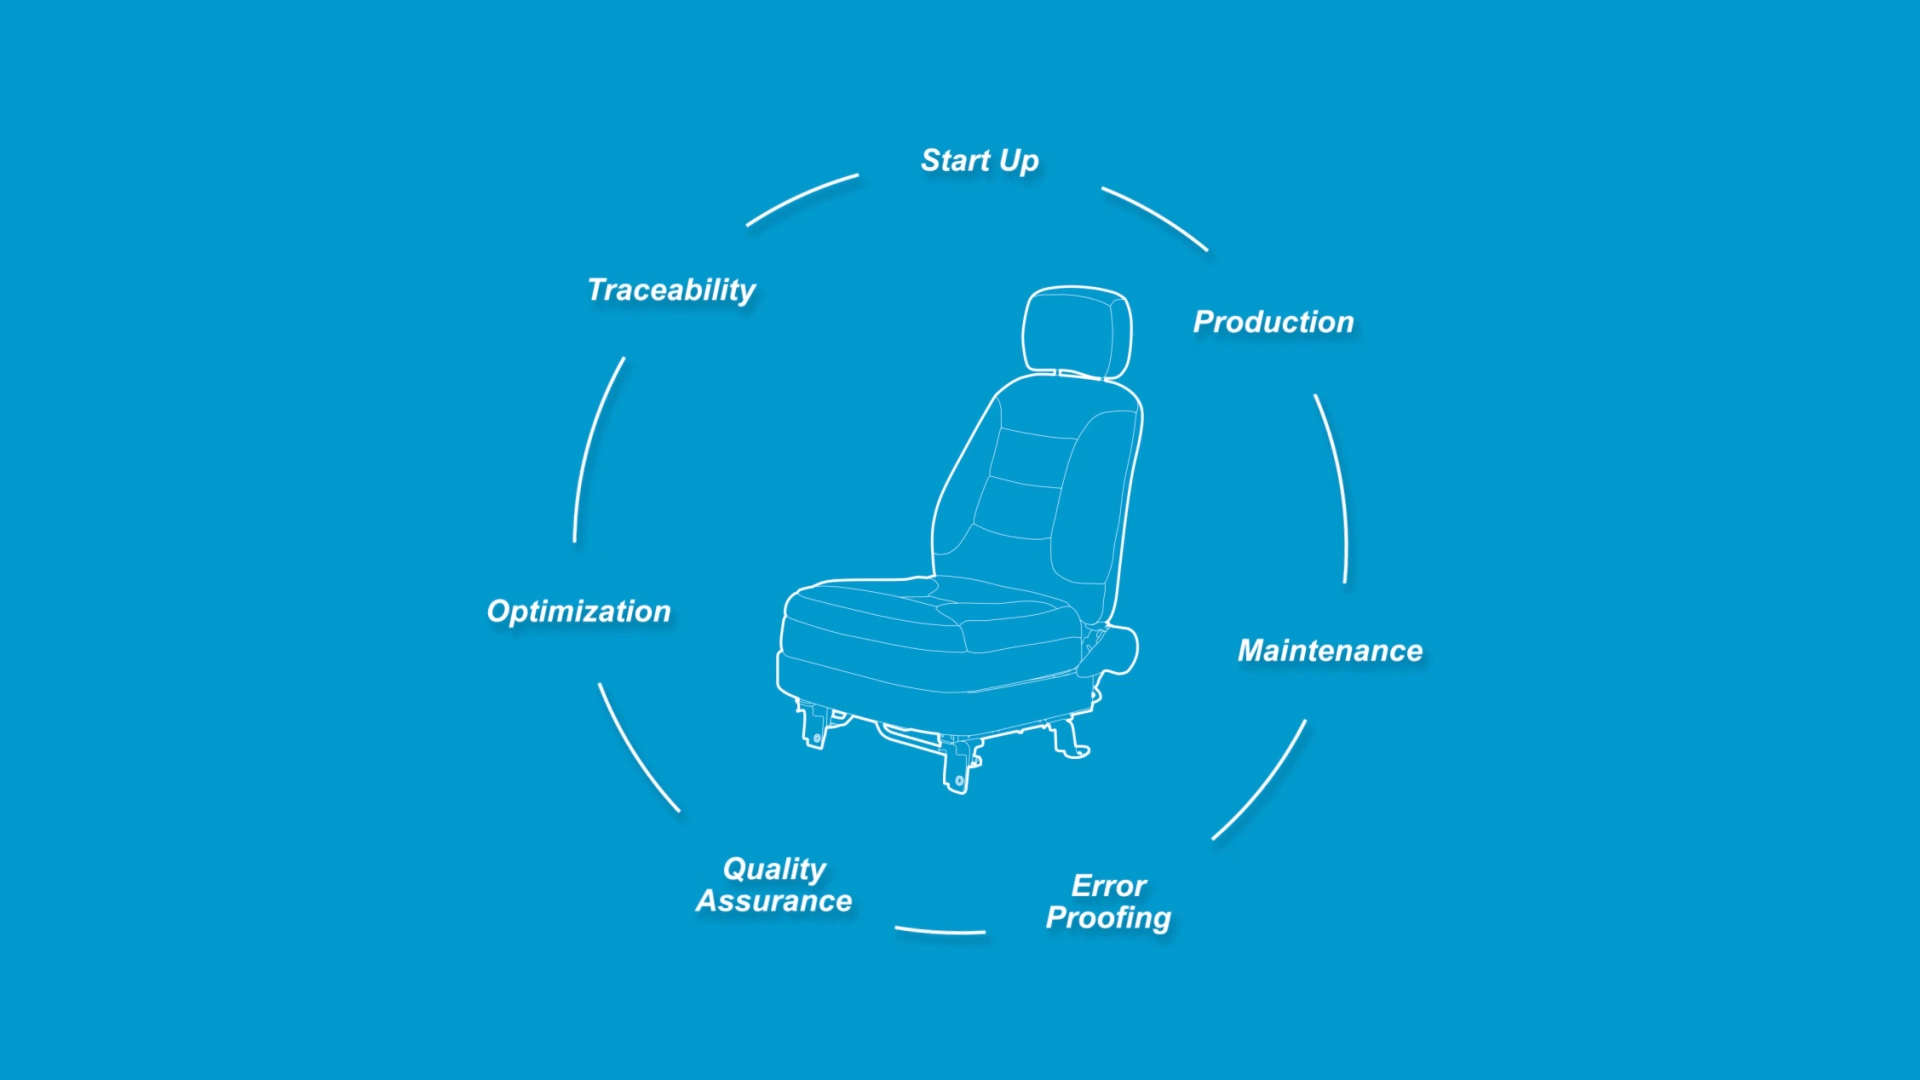 Start Up
Traceability
Production
Optimization
Maintenance
Quality
Assurance
Error
Proofing